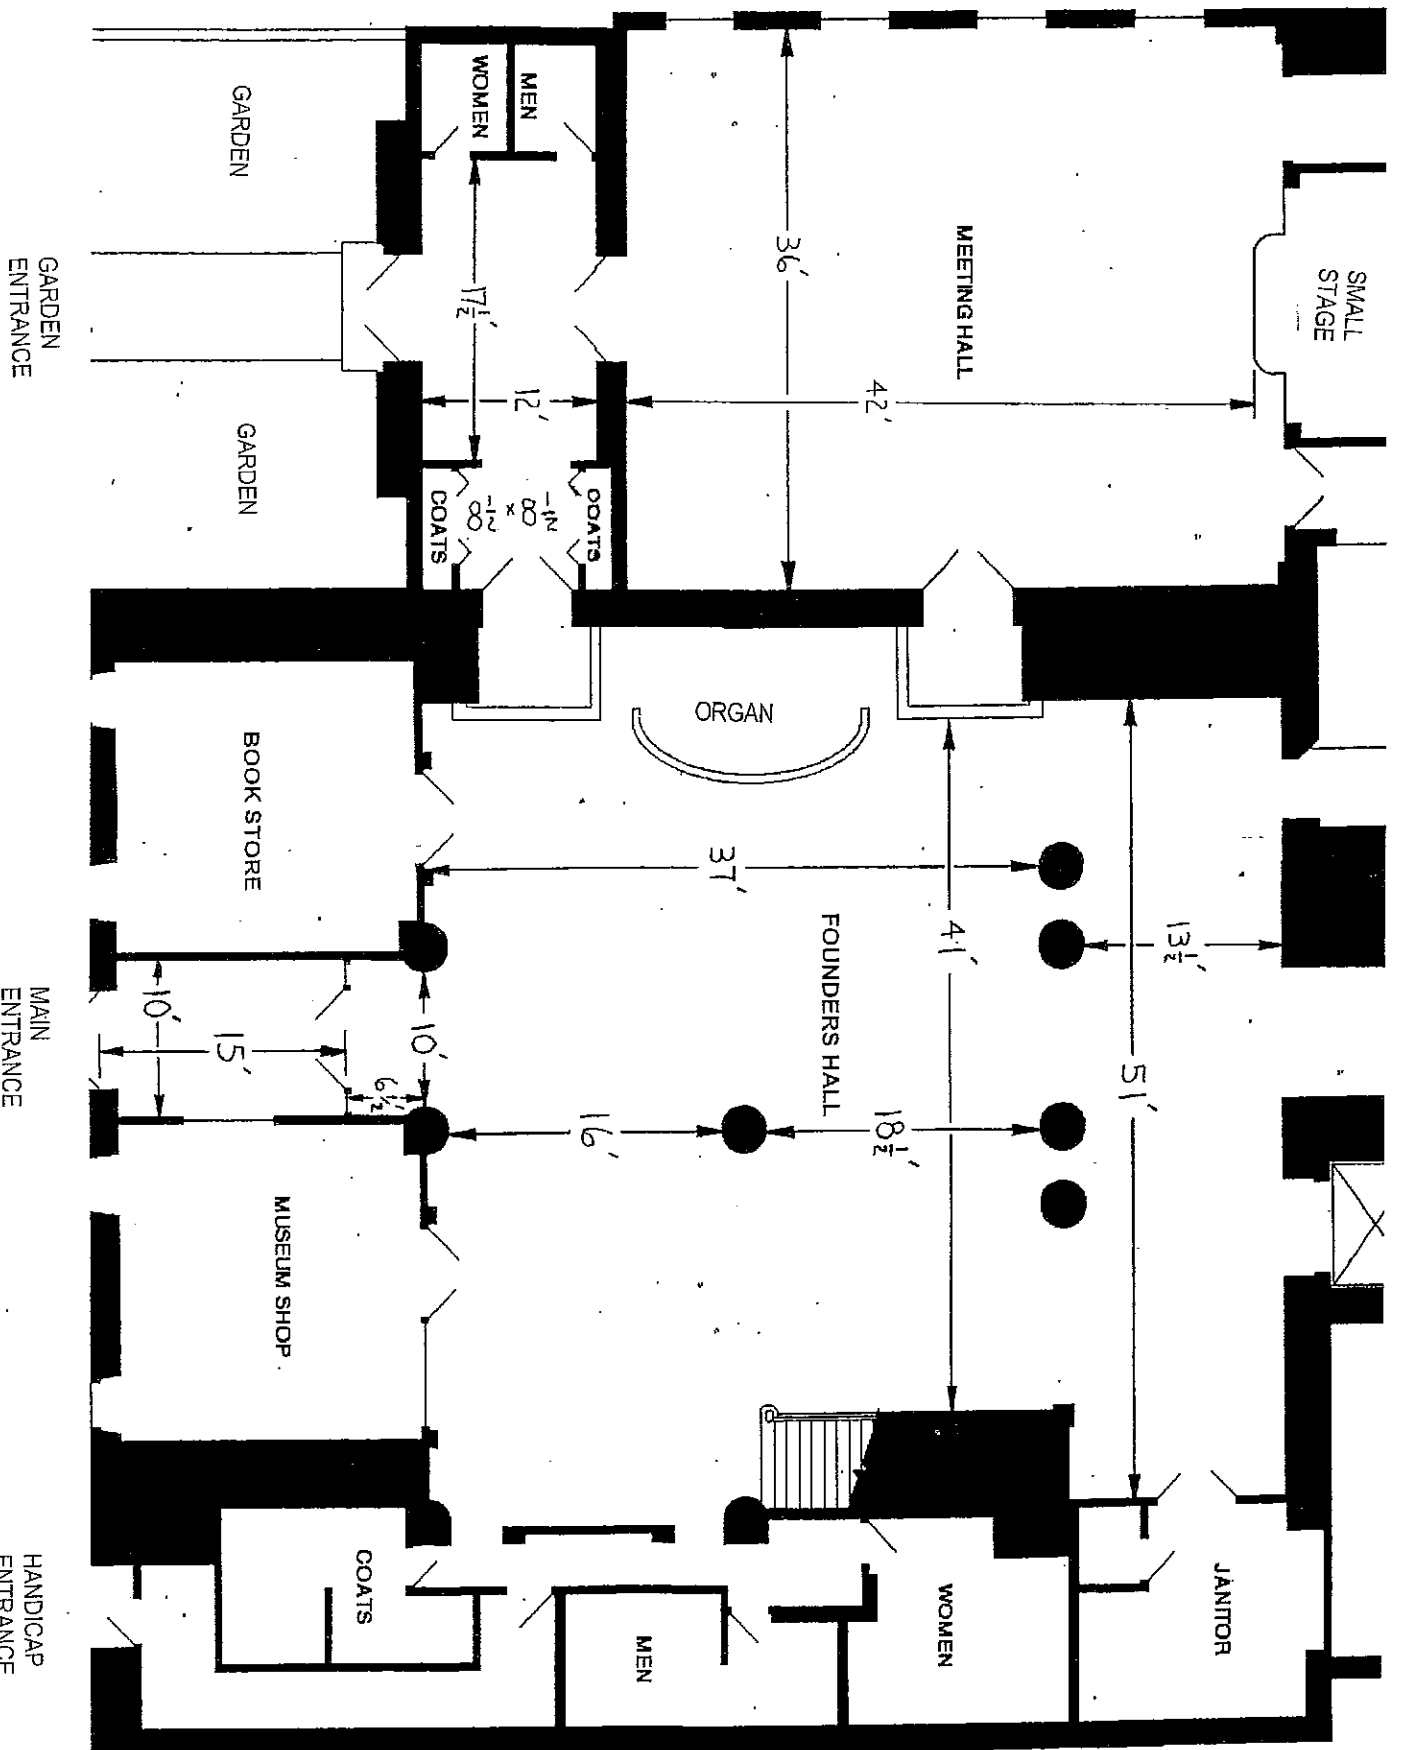 SMALL
STAGE
MEETING HALL
36'
42'
MEN
WOMEN
17½'
12'
COATS
8½ x 8½
COATS
GARDEN
GARDEN
GARDEN
ENTRANCE
ORGAN
FOUNDERS HALL
37'
41'
51'
13½'
18½'
16'
10'
6½'
15'
10'
BOOK STORE
MUSEUM SHOP
MAIN
ENTRANCE
JANITOR
WOMEN
MEN
COATS
HANDICAP
ENTRANCE